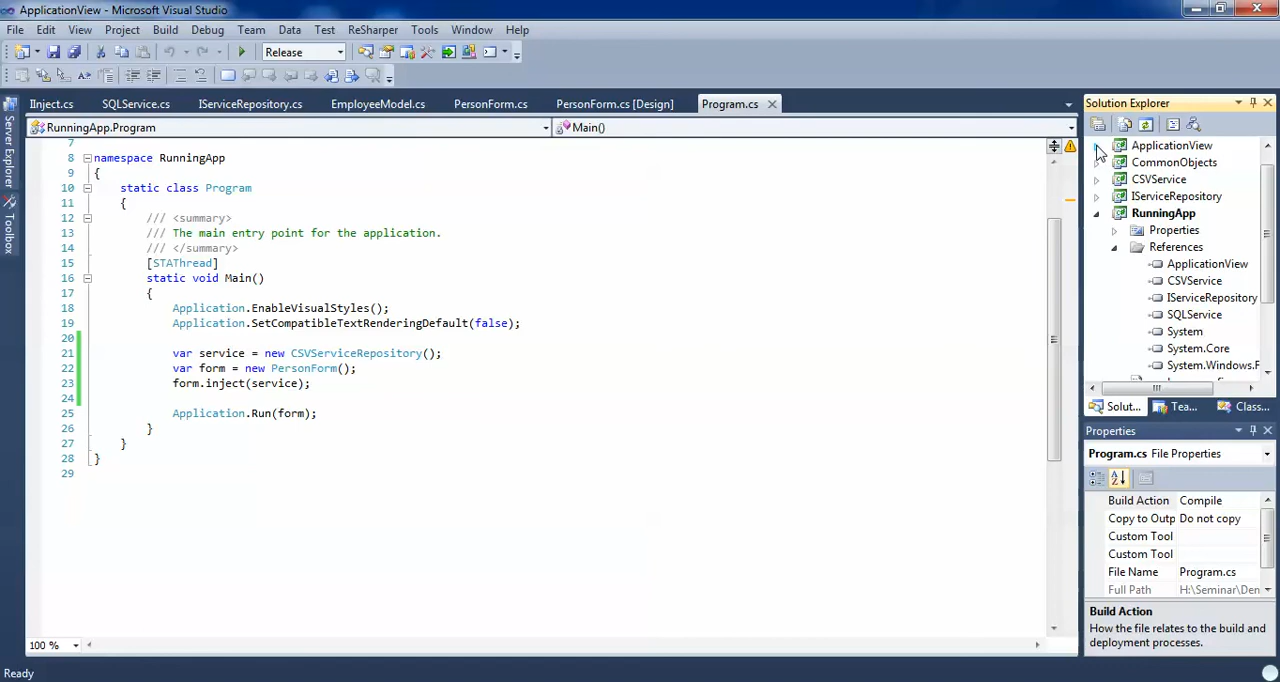 ApplicationView - Microsoft Visual Studio
File Edit View Project Build Debug Team Data Test ReSharper Tools Window Help
Release
IInject.cs SQLService.cs IServiceRepository.cs EmployeeModel.cs PersonForm.cs PersonForm.cs [Design] Program.cs
RunningApp.Program Main()
7
8 namespace RunningApp
9 {
10 static class Program
11 {
12 /// <summary>
13 /// The main entry point for the application.
14 /// </summary>
15 [STAThread]
16 static void Main()
17 {
18 Application.EnableVisualStyles();
19 Application.SetCompatibleTextRenderingDefault(false);
20
21 var service = new CSVServiceRepository();
22 var form = new PersonForm();
23 form.inject(service);
24
25 Application.Run(form);
26 }
27 }
28 }
29
100 %
Server Explorer
Toolbox
Solution Explorer
ApplicationView
CommonObjects
CSVService
IServiceRepository
RunningApp
Properties
References
ApplicationView
CSVService
IServiceRepository
SQLService
System
System.Core
System.Windows.F
Solut... Tea... Class...
Properties
Program.cs File Properties
Build Action Compile
Copy to Outp Do not copy
Custom Tool
Custom Tool
File Name Program.cs
Full Path H:\Seminar\Den
Build Action
How the file relates to the build and
deployment processes.
Ready